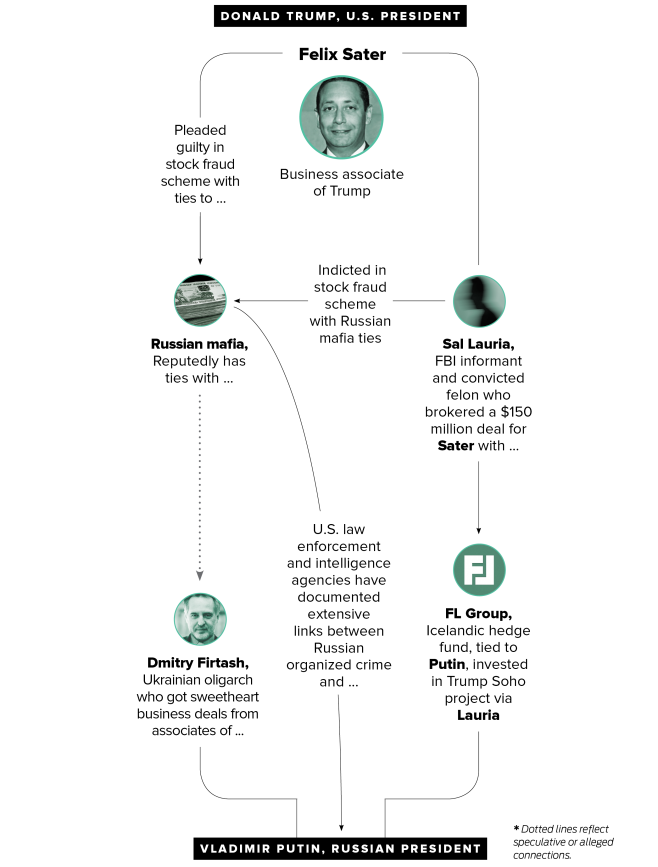 DONALD TRUMP, U.S. PRESIDENT
Felix Sater
Business associate
of Trump
Pleaded
guilty in
stock fraud
scheme with
ties to ...
Indicted in
stock fraud
scheme
with Russian
mafia ties
Russian mafia,
Reputedly has
ties with ...
Sal Lauria,
FBI informant
and convicted
felon who
brokered a $150
million deal for
Sater with ...
U.S. law
enforcement
and intelligence
agencies have
documented
extensive
links between
Russian
organized crime
and ...
FL
FL Group,
Icelandic hedge
fund, tied to
Putin, invested
in Trump Soho
project via
Lauria
Dmitry Firtash,
Ukrainian oligarch
who got sweetheart
business deals from
associates of ...
VLADIMIR PUTIN, RUSSIAN PRESIDENT
* Dotted lines reflect
speculative or alleged
connections.